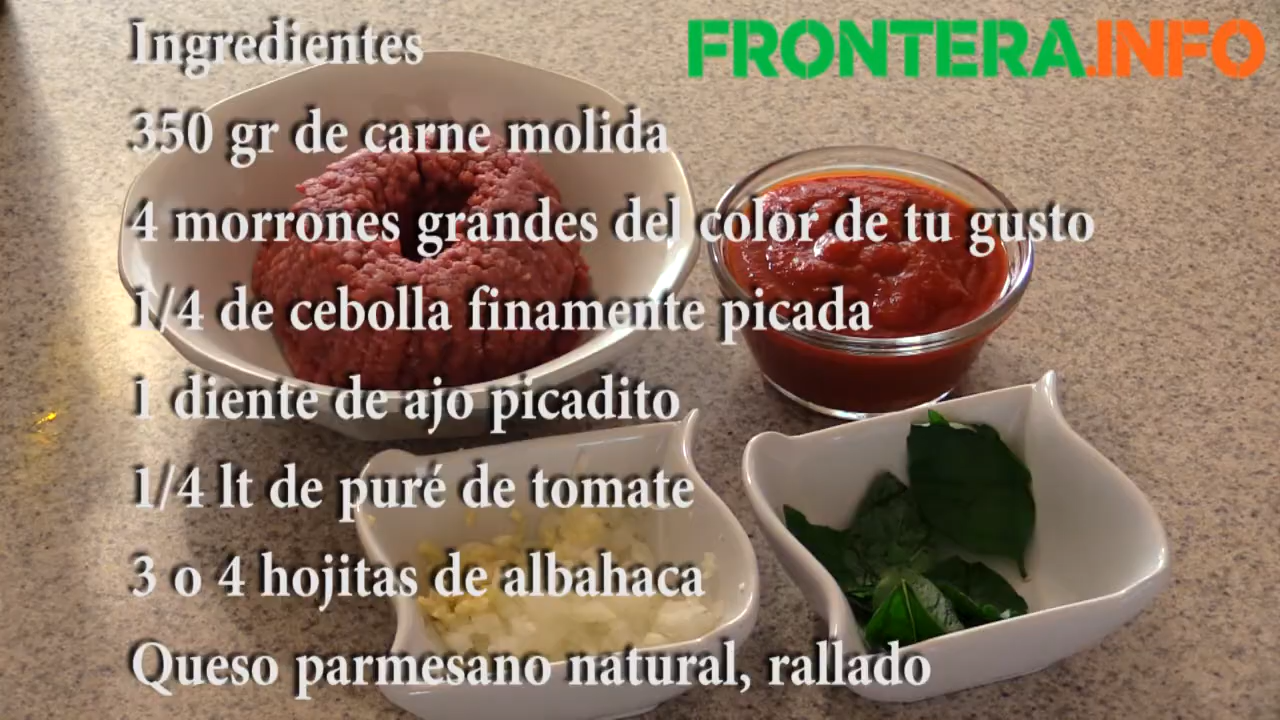 Ingredientes
FRONTERA.INFO
350 gr de carne molida
4 morrones grandes del color de tu gusto
1/4 de cebolla finamente picada
1 diente de ajo picadito
1/4 lt de puré de tomate
3 o 4 hojitas de albahaca
Queso parmesano natural, rallado